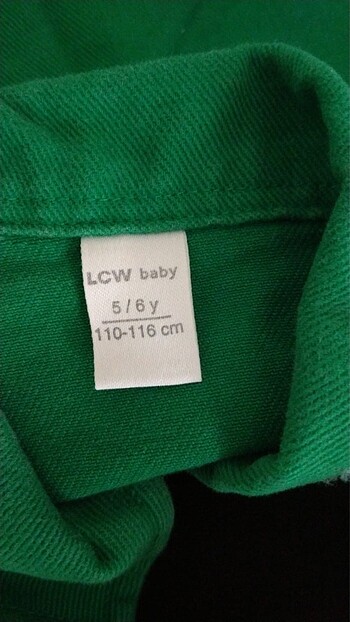 LCW baby
5 / 6 y
110-116 cm